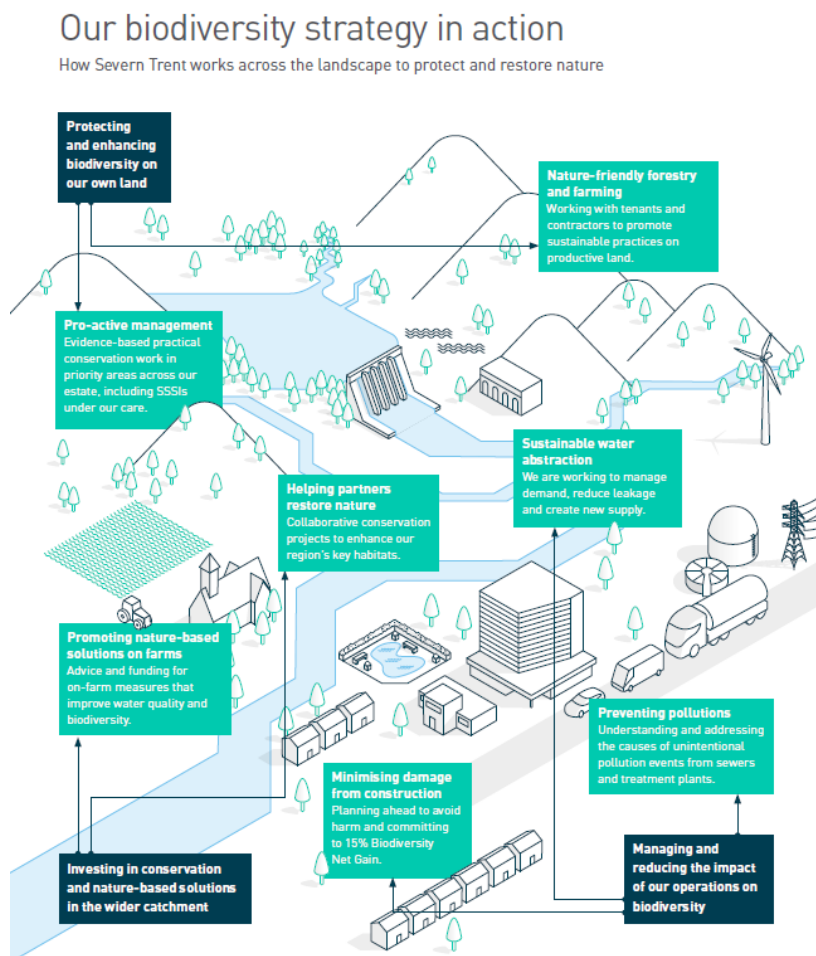 Our biodiversity strategy in action
How Severn Trent works across the landscape to protect and restore nature
Protecting
and enhancing
biodiversity on
our own land
Nature-friendly forestry
and farming
Working with tenants and
contractors to promote
sustainable practices on
productive land.
Pro-active management
Evidence-based practical
conservation work in
priority areas across our
estate, including SSSIs
under our care.
Sustainable water
abstraction
We are working to manage
demand, reduce leakage
and create new supply.
Helping partners
restore nature
Collaborative conservation
projects to enhance our
region's key habitats.
Promoting nature-based
solutions on farms
Advice and funding for
on-farm measures that
improve water quality and
biodiversity.
Preventing pollutions
Understanding and addressing
the causes of unintentional
pollution events from sewers
and treatment plants.
Minimising damage
from construction
Planning ahead to avoid
harm and committing
to 15% Biodiversity
Net Gain.
Investing in conservation
and nature-based solutions
in the wider catchment
Managing and
reducing the impact
of our operations on
biodiversity